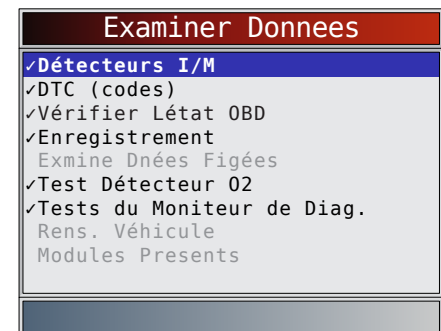 Examiner Donnees
✓Détecteurs I/M
✓DTC (codes)
✓Vérifier Létat OBD
✓Enregistrement
Exmine Dnées Figées
✓Test Détecteur O2
✓Tests du Moniteur de Diag.
Rens. Véhicule
Modules Presents